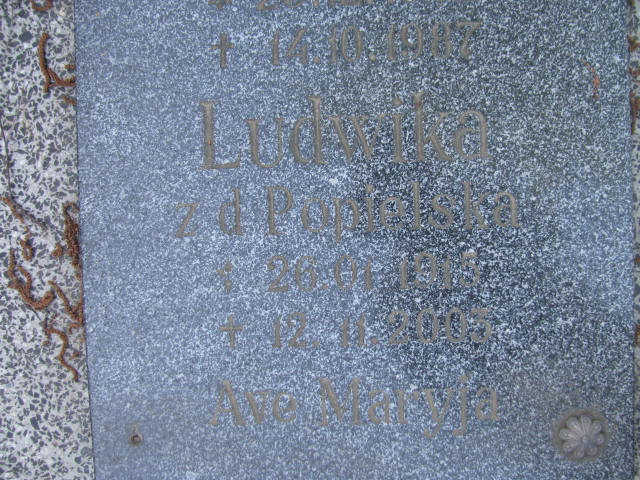 + 14.10.1987
Ludwika
z d Popielska
* 26.01 1915
+ 12.11.2005
Ave Maryja